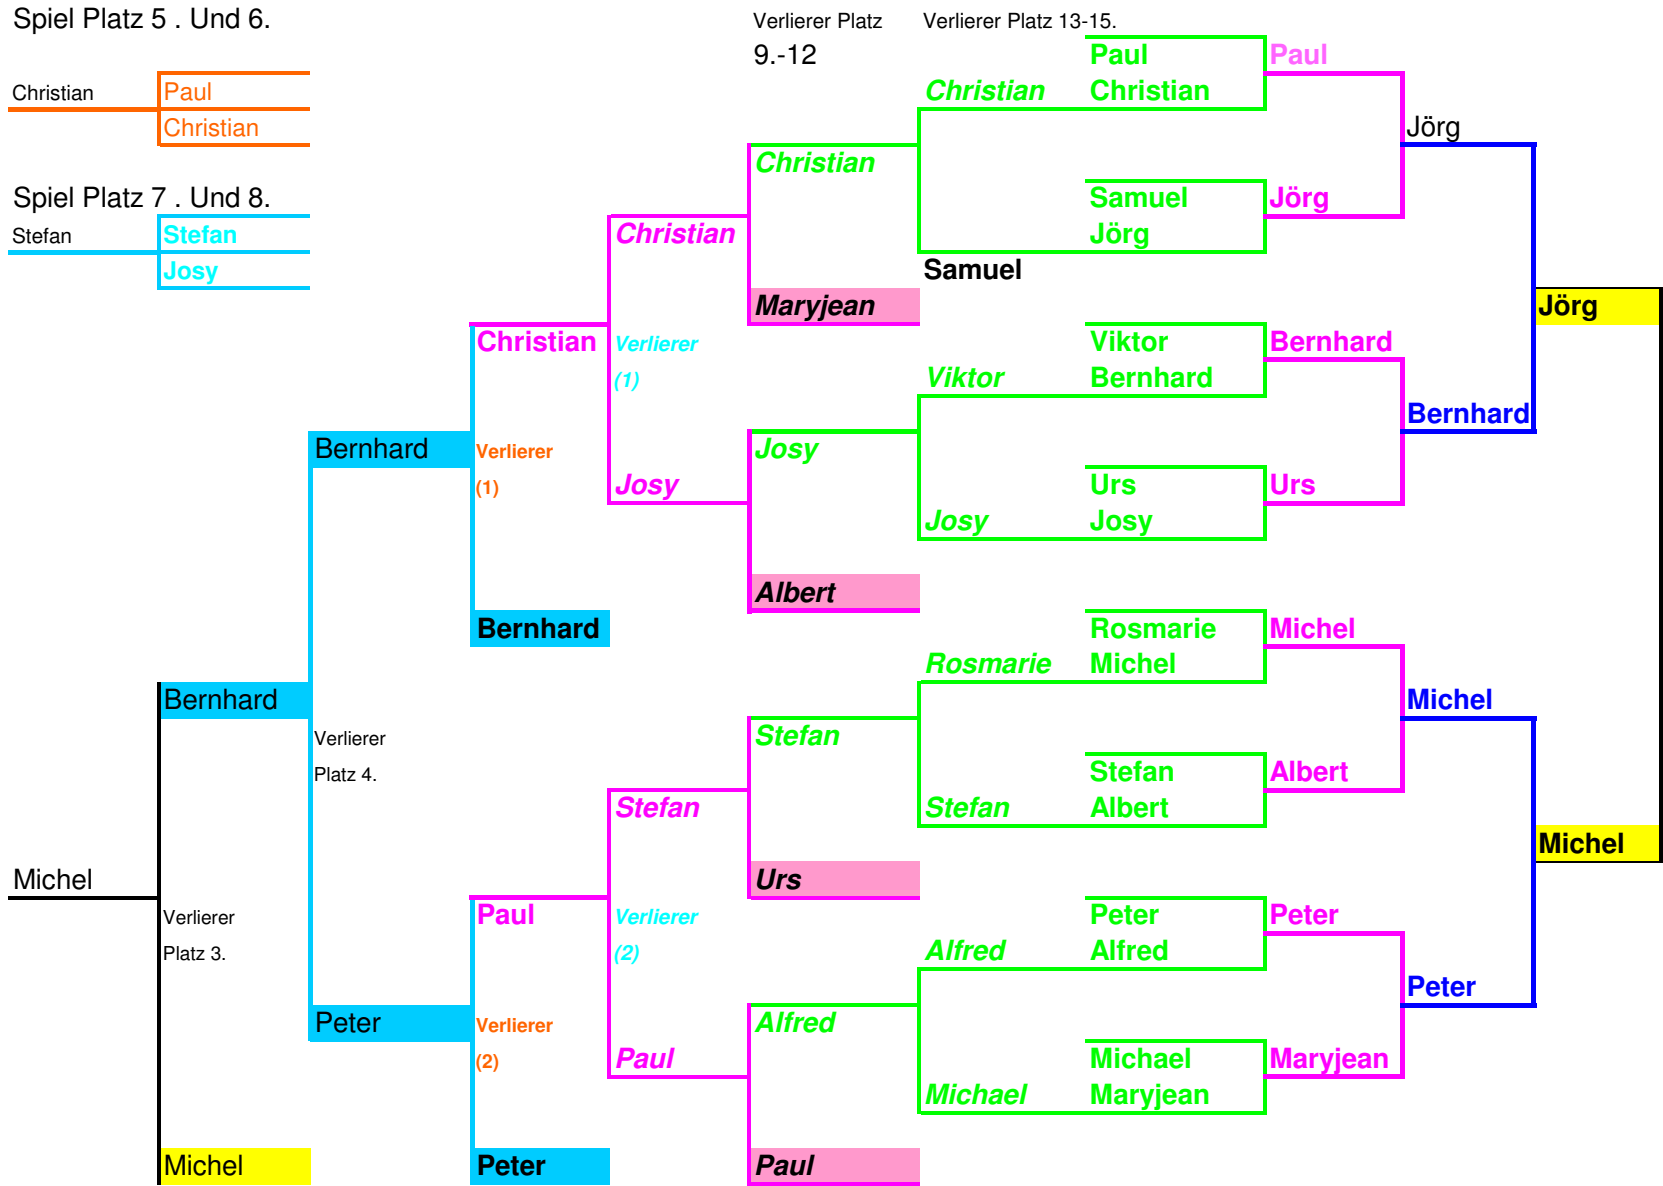 Spiel Platz 5 . Und 6.
Verlierer Platz
Verlierer Platz 13-15.
9.-12
Paul
Paul
Christian
Paul
Christian
Christian
Christian
Jörg
Christian
Spiel Platz 7 . Und 8.
Samuel
Jörg
Stefan
Stefan
Christian
Jörg
Josy
Samuel
Maryjean
Jörg
Christian
Verlierer
Viktor
Bernhard
(1)
Viktor
Bernhard
Bernhard
Bernhard
Verlierer
Josy
(1)
Josy
Urs
Urs
Josy
Josy
Albert
Bernhard
Rosmarie
Michel
Rosmarie
Michel
Bernhard
Michel
Verlierer
Stefan
Platz 4.
Stefan
Albert
Stefan
Stefan
Albert
Michel
Michel
Urs
Verlierer
Paul
Verlierer
Peter
Peter
Platz 3.
(2)
Alfred
Alfred
Peter
Peter
Verlierer
Alfred
(2)
Paul
Michael
Maryjean
Michael
Maryjean
Michel
Peter
Paul